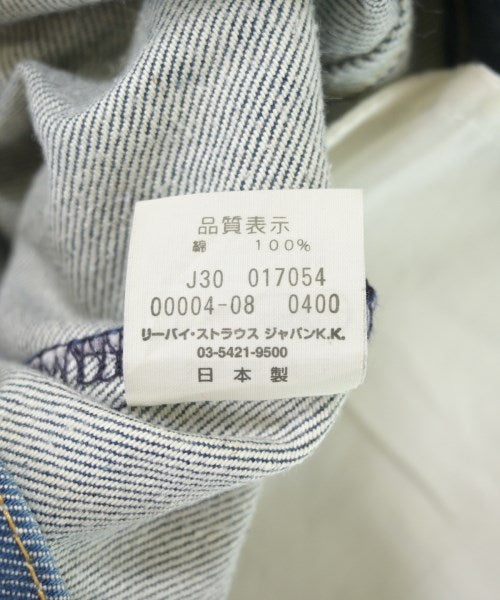 品質表示
綿 100%
J30 017054
00004-08 0400
リーバイ・ストラウス ジャパンK.K.
03-5421-9500
日本製